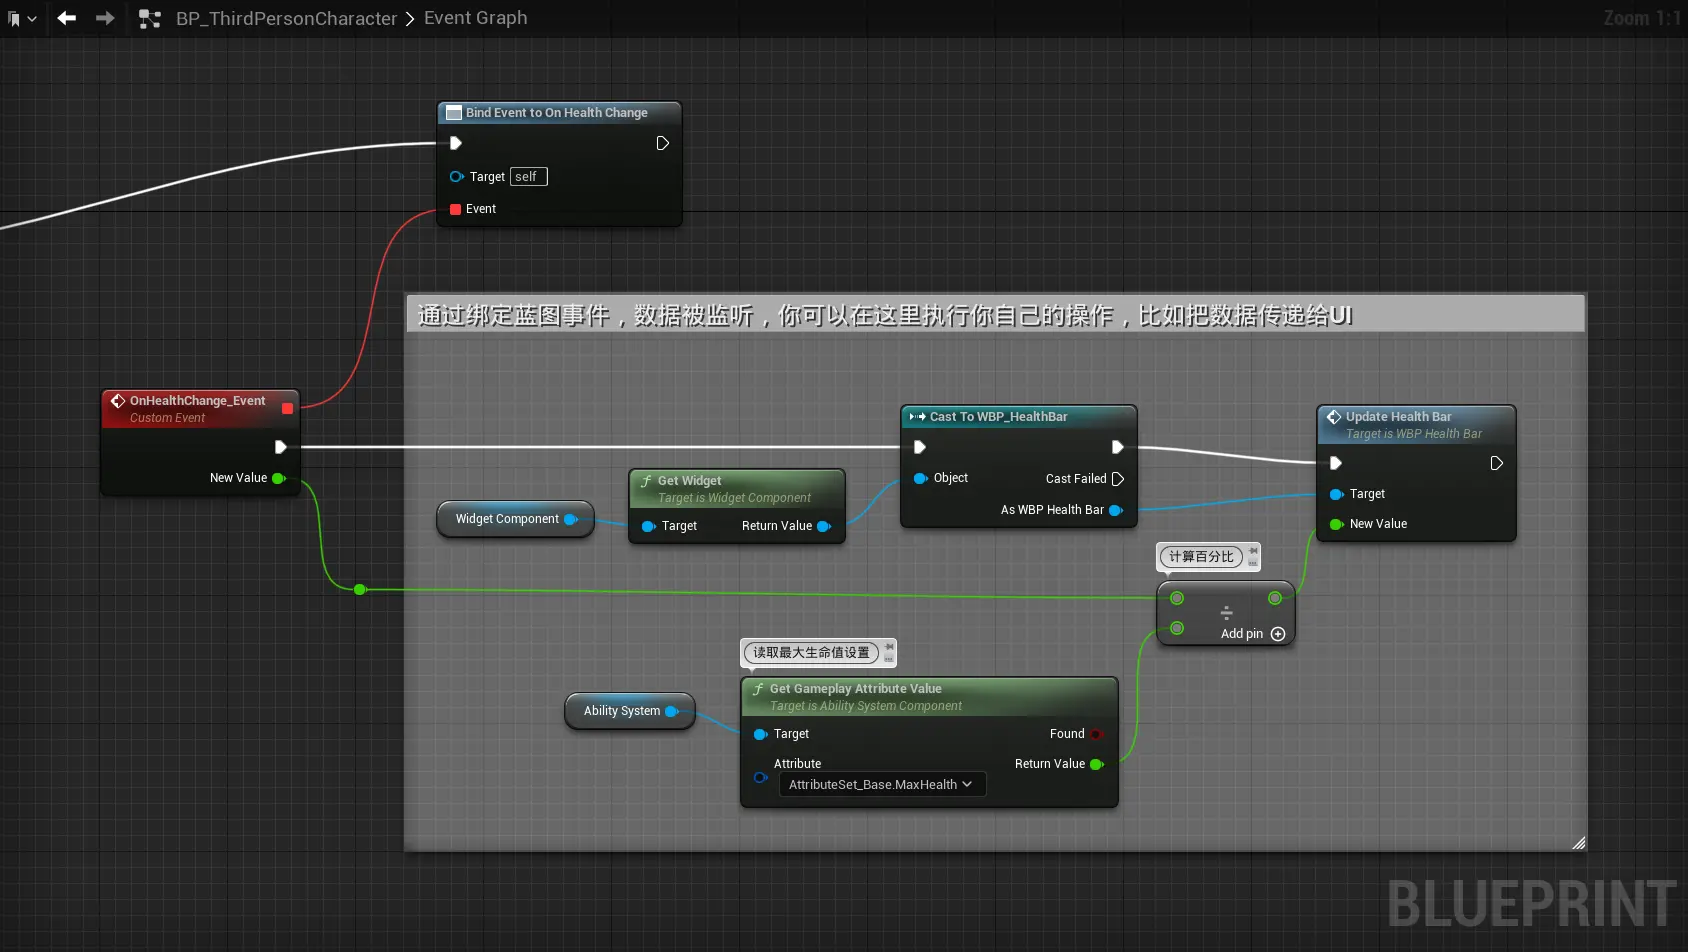 BP_ThirdPersonCharacter > Event Graph
Zoom 1:1
Bind Event to On Health Change
Target self
Event
通过绑定蓝图事件，数据被监听，你可以在这里执行你自己的操作，比如把数据传递给UI
OnHealthChange_Event
Custom Event
New Value
Widget Component
Get Widget
Target is Widget Component
Target
Return Value
Cast To WBP_HealthBar
Object
Cast Failed
As WBP Health Bar
Update Health Bar
Target is WBP Health Bar
Target
New Value
计算百分比
÷
Add pin
读取最大生命值设置
Ability System
Get Gameplay Attribute Value
Target is Ability System Component
Target
Found
Attribute
Return Value
AttributeSet_Base.MaxHealth
BLUEPRINT